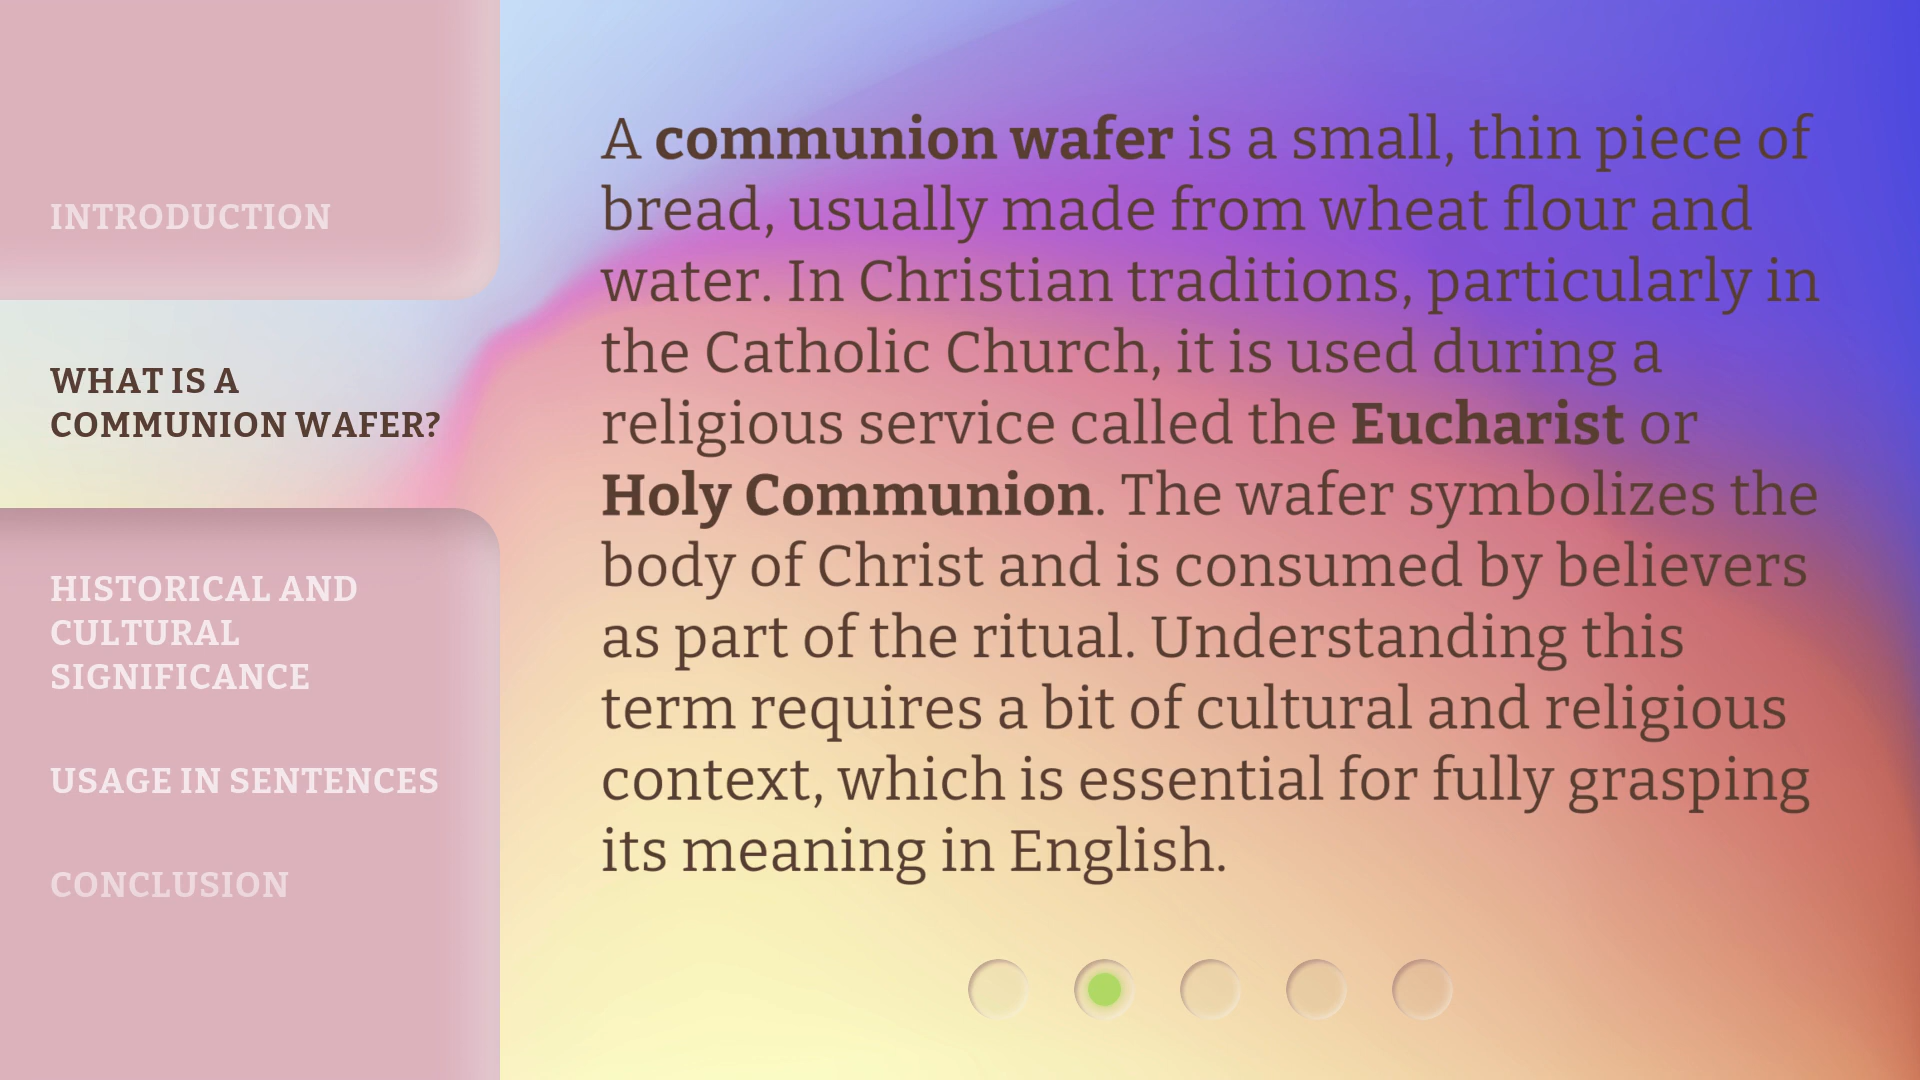 INTRODUCTION
WHAT IS A
COMMUNION WAFER?
HISTORICAL AND
CULTURAL
SIGNIFICANCE
USAGE IN SENTENCES
CONCLUSION
A communion wafer is a small, thin piece of
bread, usually made from wheat flour and
water. In Christian traditions, particularly in
the Catholic Church, it is used during a
religious service called the Eucharist or
Holy Communion. The wafer symbolizes the
body of Christ and is consumed by believers
as part of the ritual. Understanding this
term requires a bit of cultural and religious
context, which is essential for fully grasping
its meaning in English.